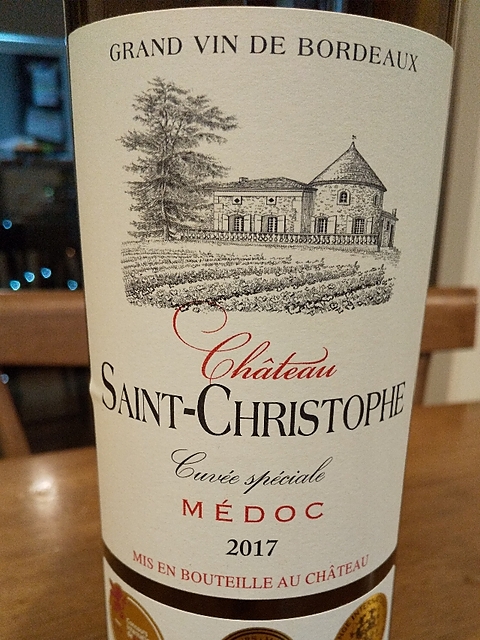 GRAND VIN DE BORDEAUX
Château
SAINT-CHRISTOPHE
Cuvée spéciale
MÉDOC
2017
MIS EN BOUTEILLE AU CHÂTEAU